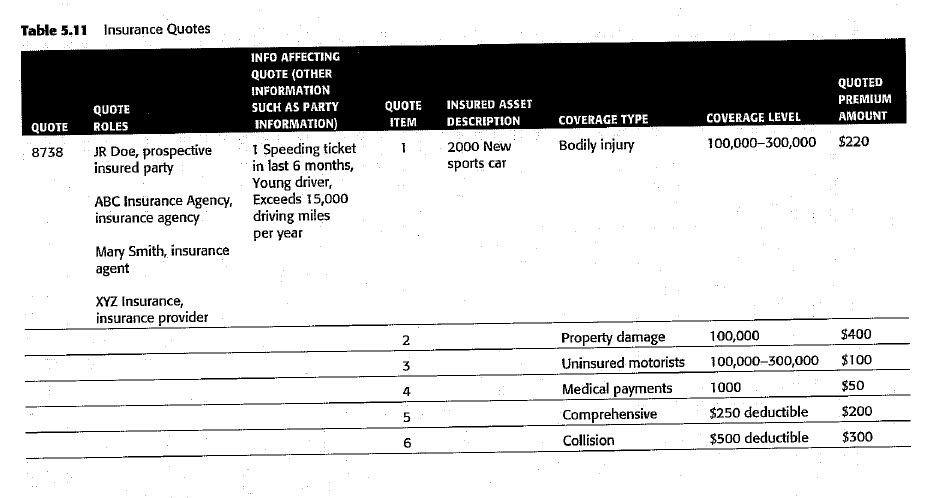 Table 5.11 Insurance Quotes
INFO AFFECTING
QUOTE (OTHER
INFORMATION
QUOTE SUCH AS PARTY QUOTE INSURED ASSET QUOTED PREMIUM
QUOTE ROLES INFORMATION) ITEM DESCRIPTION COVERAGE TYPE COVERAGE LEVEL AMOUNT
8738 JR Doe, prospective 1 Speeding ticket 1 2000 New Bodily injury 100,000–300,000 $220
insured party in last 6 months, sports car
Young driver,
ABC Insurance Agency, Exceeds 15,000
insurance agency driving miles
per year
Mary Smith, insurance
agent
XYZ Insurance,
insurance provider
2 Property damage 100,000 $400
3 Uninsured motorists 100,000–300,000 $100
4 Medical payments 1000 $50
5 Comprehensive $250 deductible $200
6 Collision $500 deductible $300